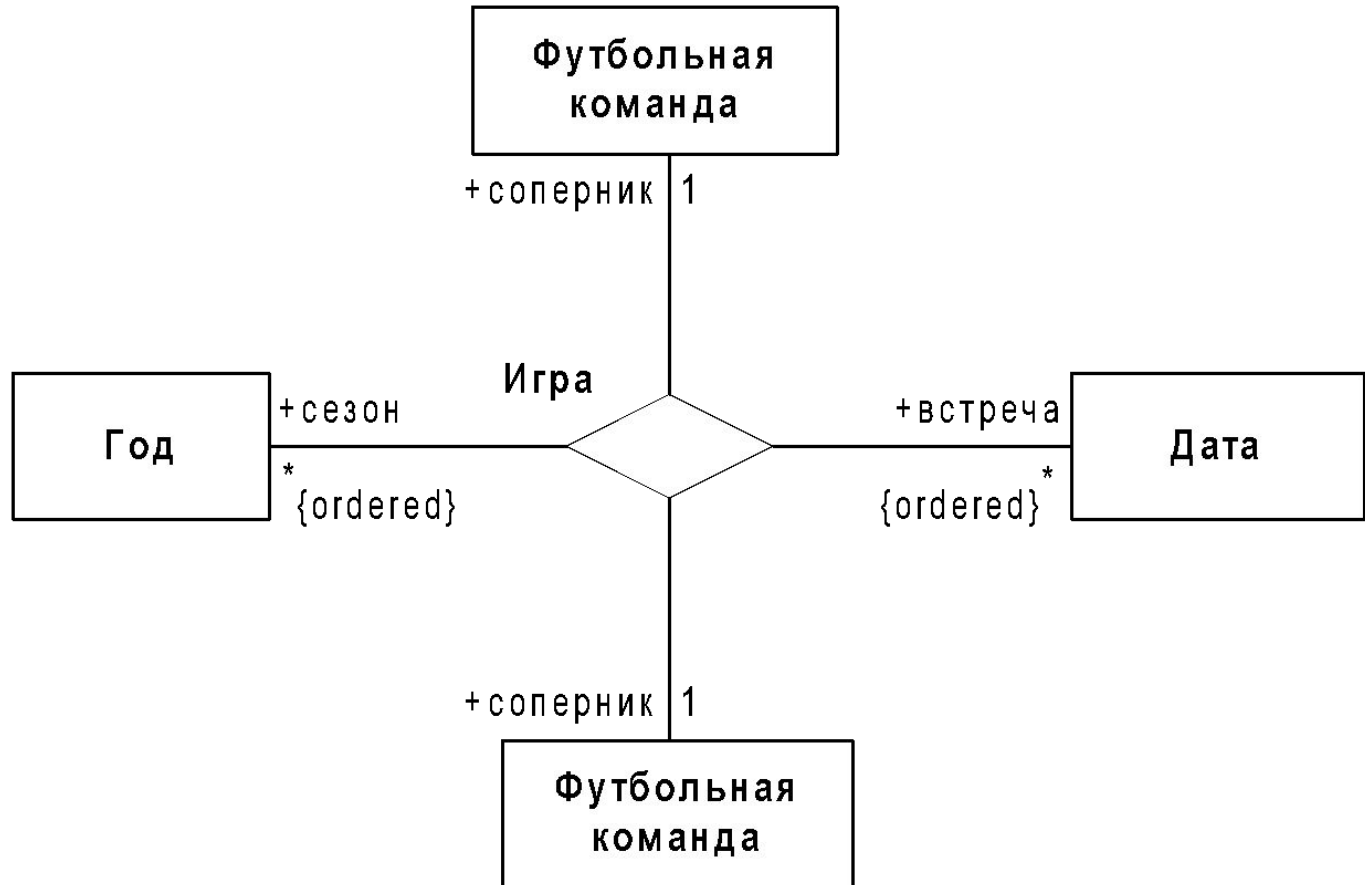 Футбольная
команда
+соперник 1
Игра
+сезон
+встреча
Год
Дата
*
{ordered}
{ordered}*
+соперник 1
Футбольная
команда